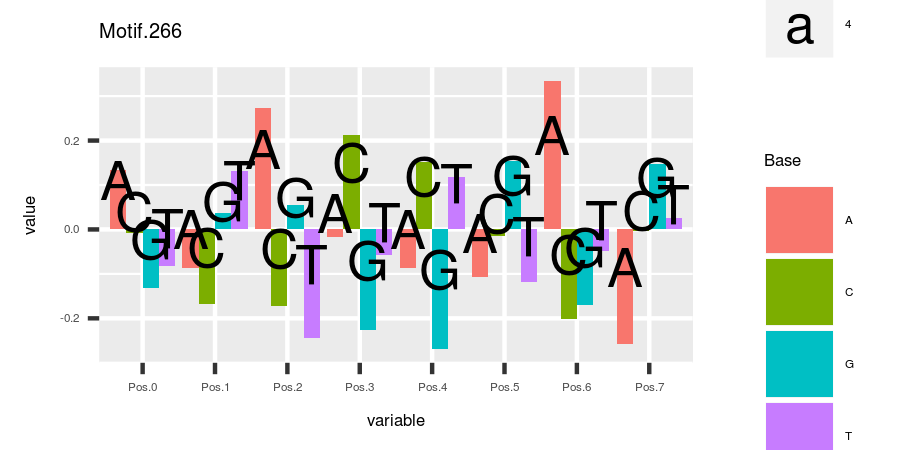 Motif.266
a 4
value
0.2
0.0
-0.2
A C G T A C G T A C G T A C G T A C G T A C G T A C G T A C G T
Pos.0 Pos.1 Pos.2 Pos.3 Pos.4 Pos.5 Pos.6 Pos.7
variable
Base
A
C
G
T